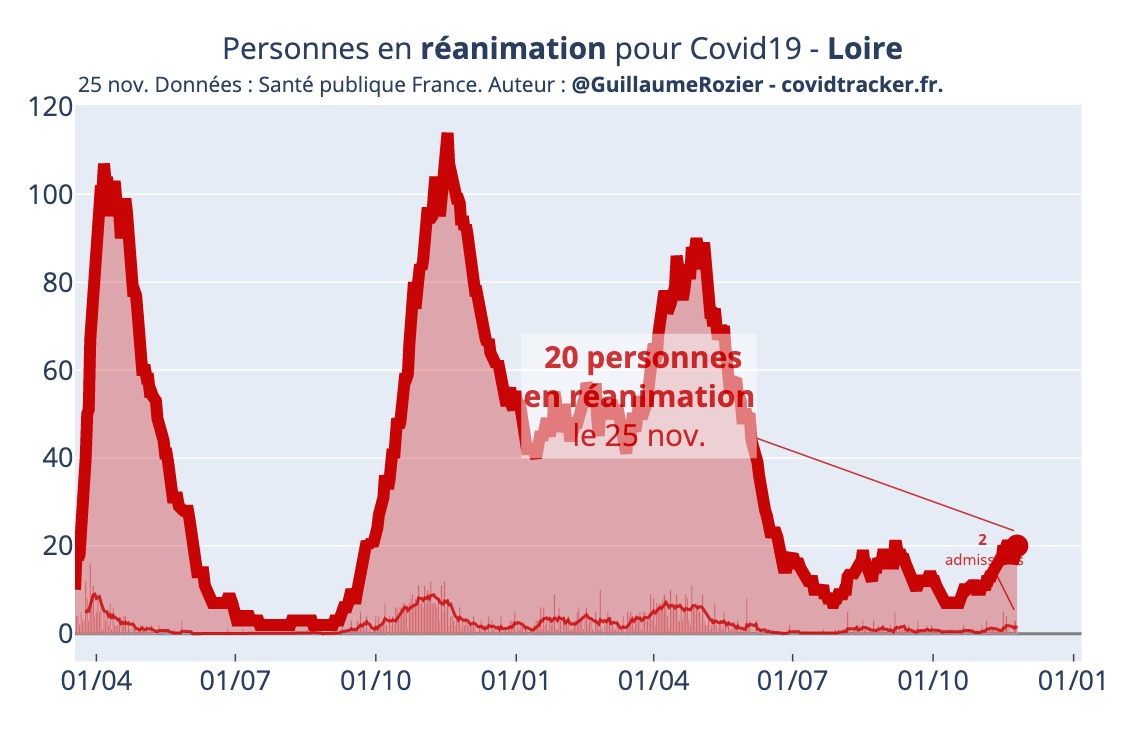 Personnes en réanimation pour Covid19 - Loire
25 nov. Données : Santé publique France. Auteur : @GuillaumeRozier - covidtracker.fr.
120
100
80
60
40
20
0
20 personnes
en réanimation
le 25 nov.
2
admissions
01/04
01/07
01/10
01/01
01/04
01/07
01/10
01/01